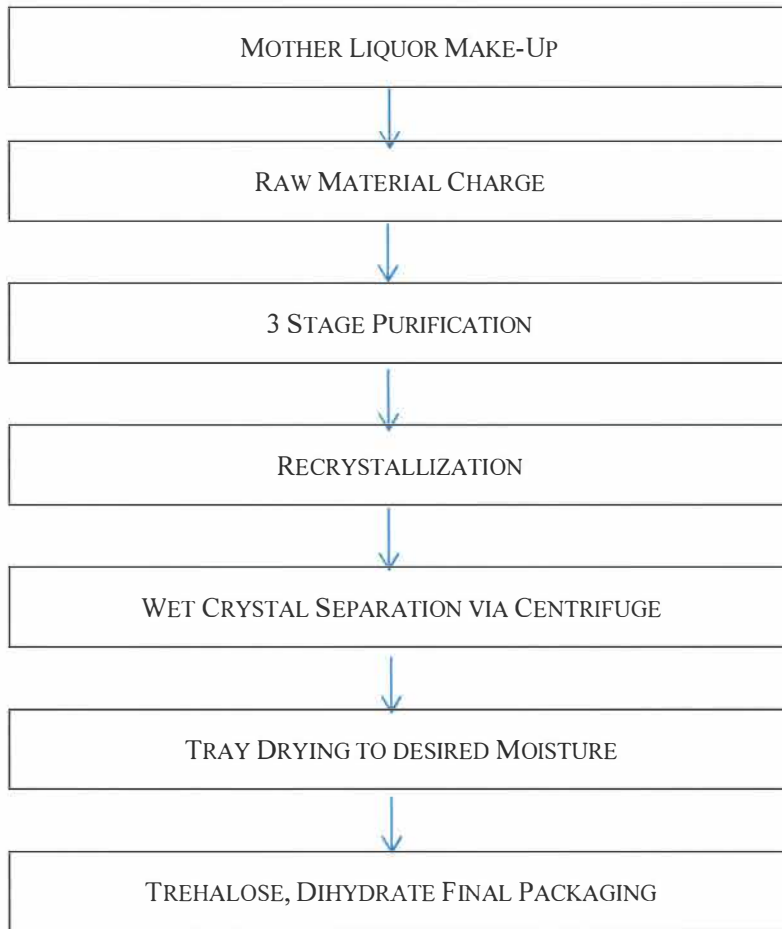 MOTHER LIQUOR MAKE-UP
RAW MATERIAL CHARGE
3 STAGE PURIFICATION
RECRYSTALLIZATION
WET CRYSTAL SEPARATION VIA CENTRIFUGE
TRAY DRYING TO DESIRED MOISTURE
TREHALOSE, DIHYDRATE FINAL PACKAGING